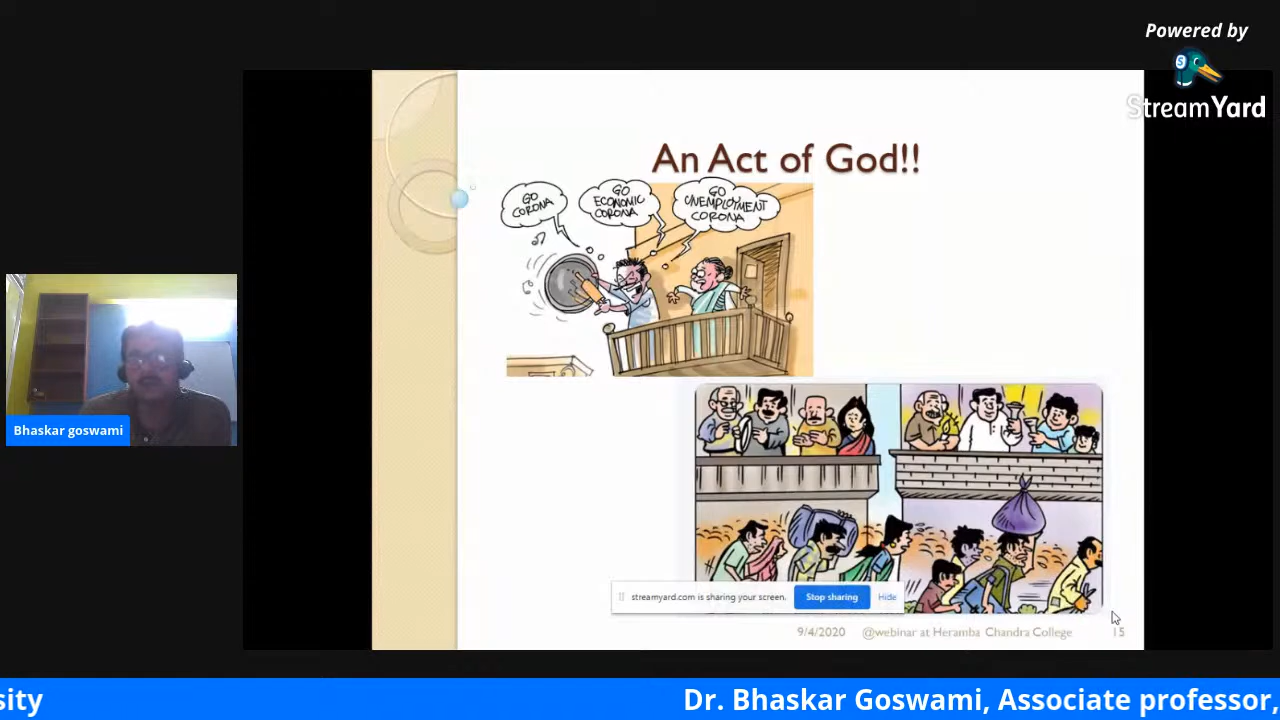 Powered by
StreamYard
An Act of God!!
GO
CORONA
GO
ECONOMIC
CORONA
GO
UNEMPLOYMENT
CORONA
Bhaskar goswami
streamyard.com is sharing your screen.
Stop sharing
Hide
9/4/2020
@webinar at Heramba Chandra College
15
sity
Dr. Bhaskar Goswami, Associate professor,